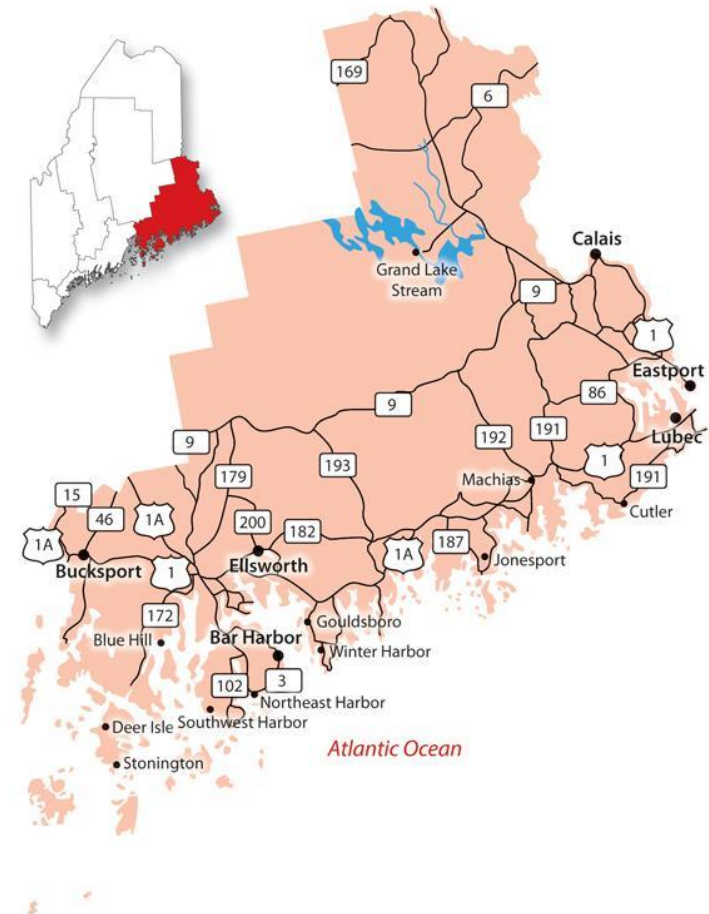 169
6
Calais
Grand Lake
Stream
9
1
Eastport
86
9
Lubec
9
192
191
1
179
193
191
Machias
15
46
1A
200
182
Cutler
1A
Bucksport
1
Ellsworth
1A
187
Jonesport
172
Gouldsboro
Blue Hill
Bar Harbor
Winter Harbor
102
3
Northeast Harbor
Southwest Harbor
Deer Isle
Atlantic Ocean
Stonington